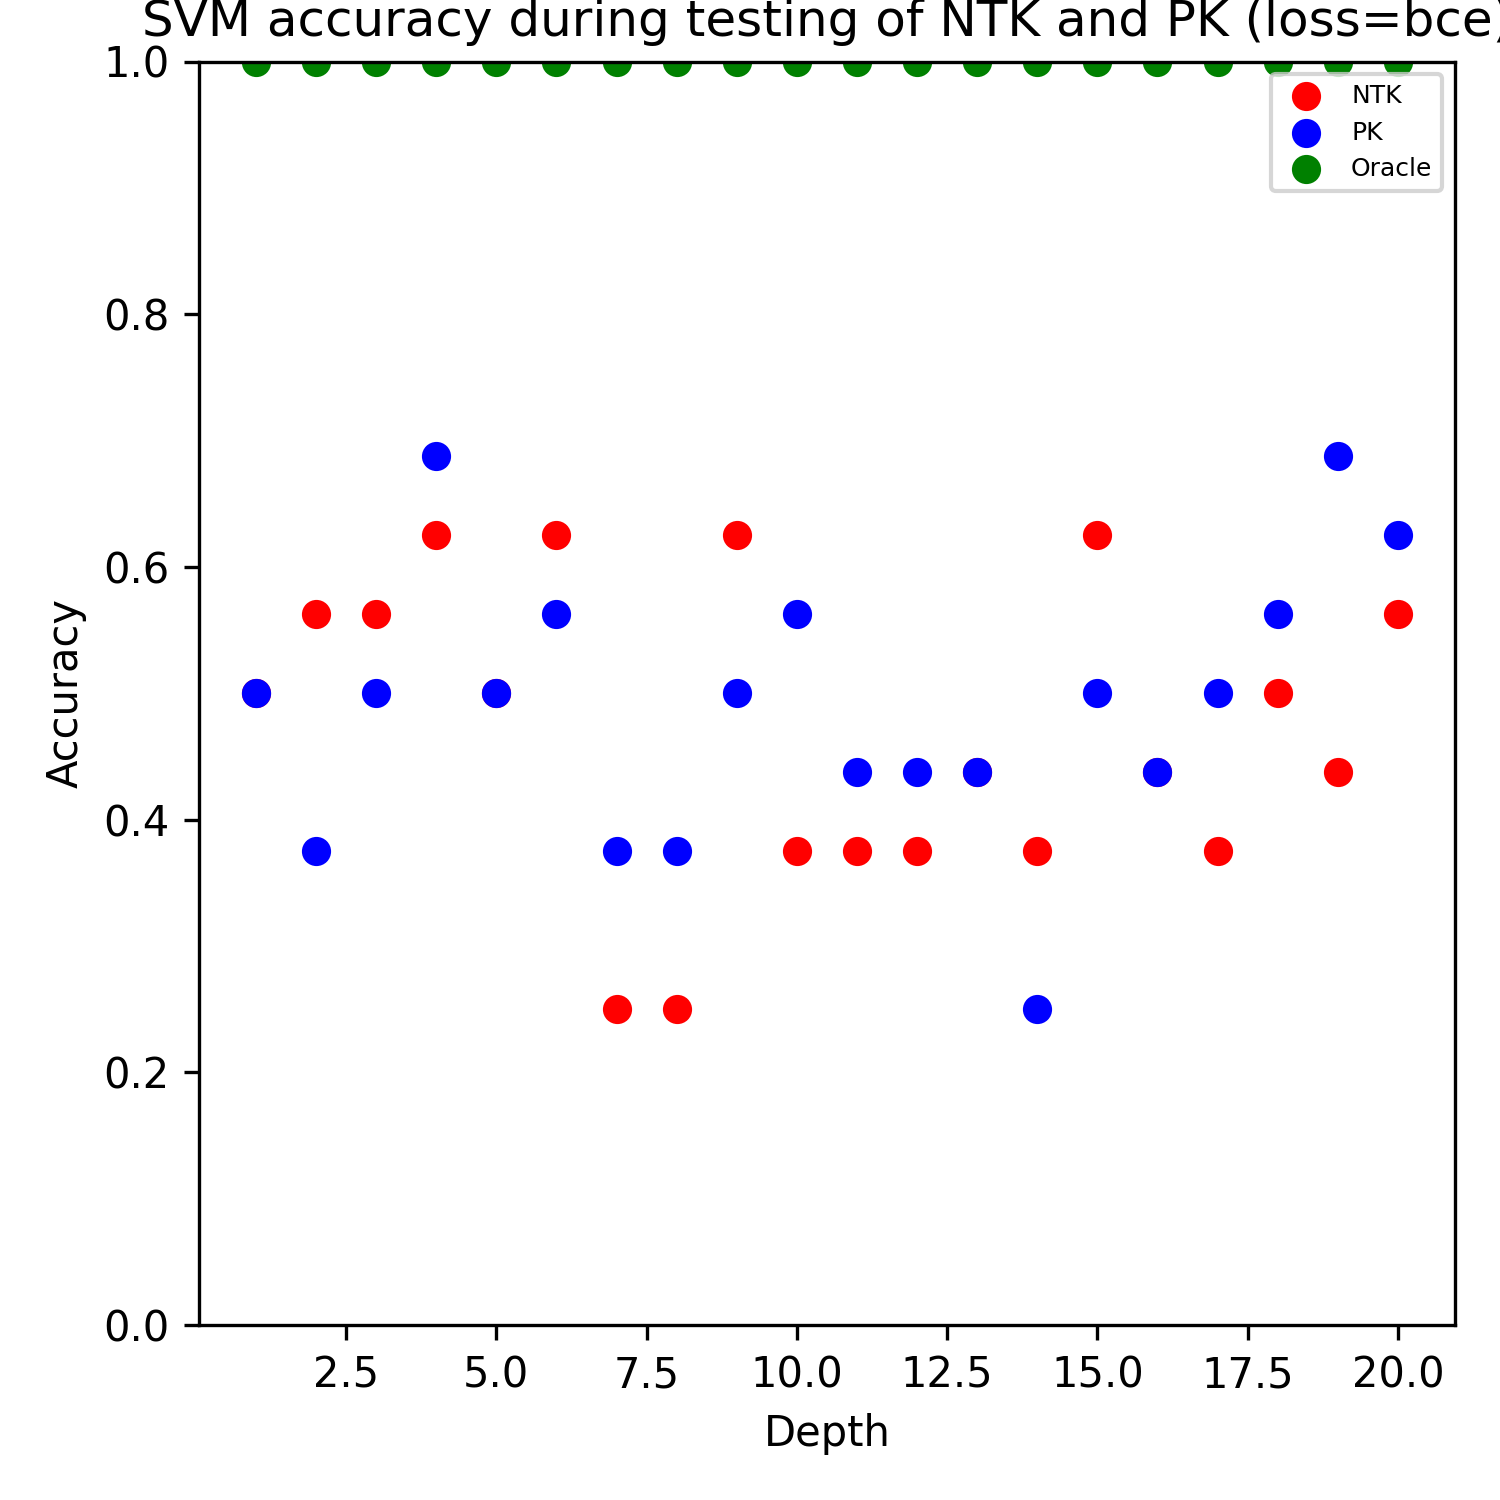 SVM accuracy during testing of NTK and PK (loss=bce)
1.0
0.8
0.6
0.4
0.2
0.0
Accuracy
NTK
PK
Oracle
2.5 5.0 7.5 10.0 12.5 15.0 17.5 20.0
Depth